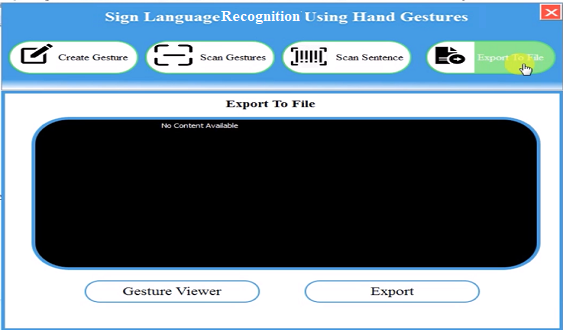 Sign LanguageRecognition Using Hand Gestures
Create Gesture Scan Gestures Scan Sentence Export To File
Export To File
No Content Available
Gesture Viewer Export